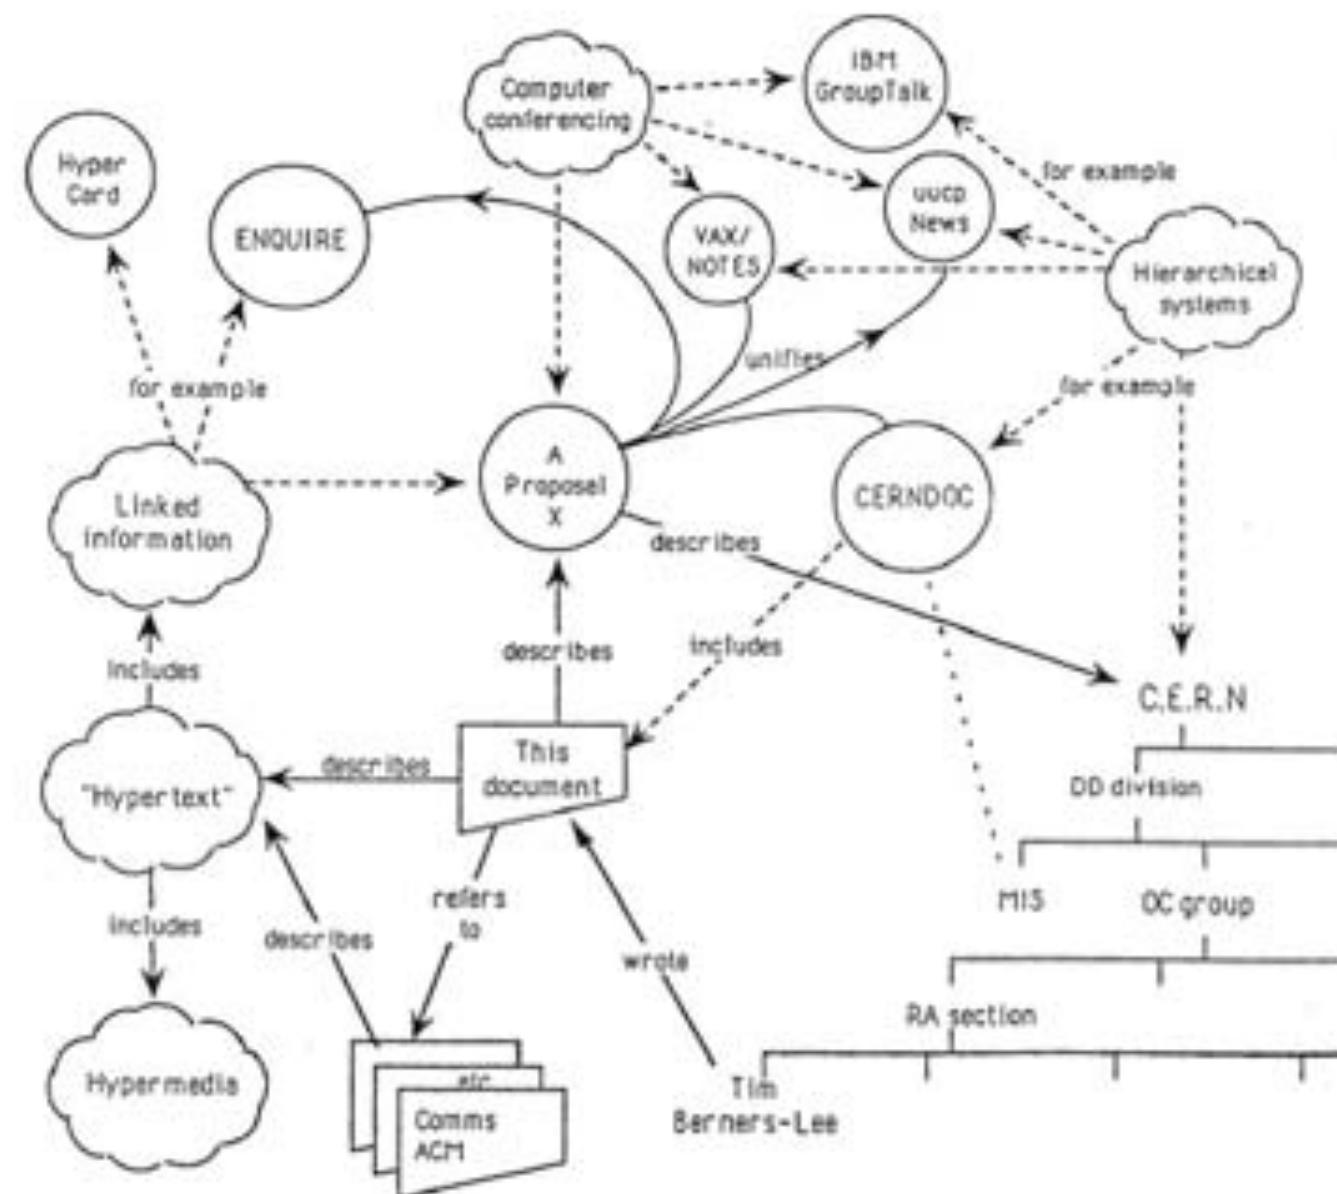 IBM
GroupTalk
Computer
conferencing
Hyper
Card
ENQUIRE
VAX/
NOTES
uucp
News
for example
Hierarchical
systems
unifies
for example
for example
A
Proposal
X
CERNDOC
Linked
information
describes
includes
describes
includes
C.E.R.N
This
document
describes
"Hypertext"
DD division
refers
to
MIS
OC group
includes
describes
wrote
RA section
Hypermedia
etc
Comms
ACM
Tim
Berners-Lee